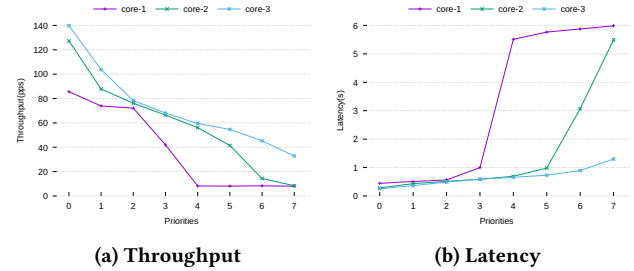 core-1 core-2 core-3
140
120
100
80
60
40
20
0
Throughput(pps)
0 1 2 3 4 5 6 7
Priorities
(a) Throughput
core-1 core-2 core-3
6
5
4
3
2
1
0
Latency(s)
0 1 2 3 4 5 6 7
Priorities
(b) Latency